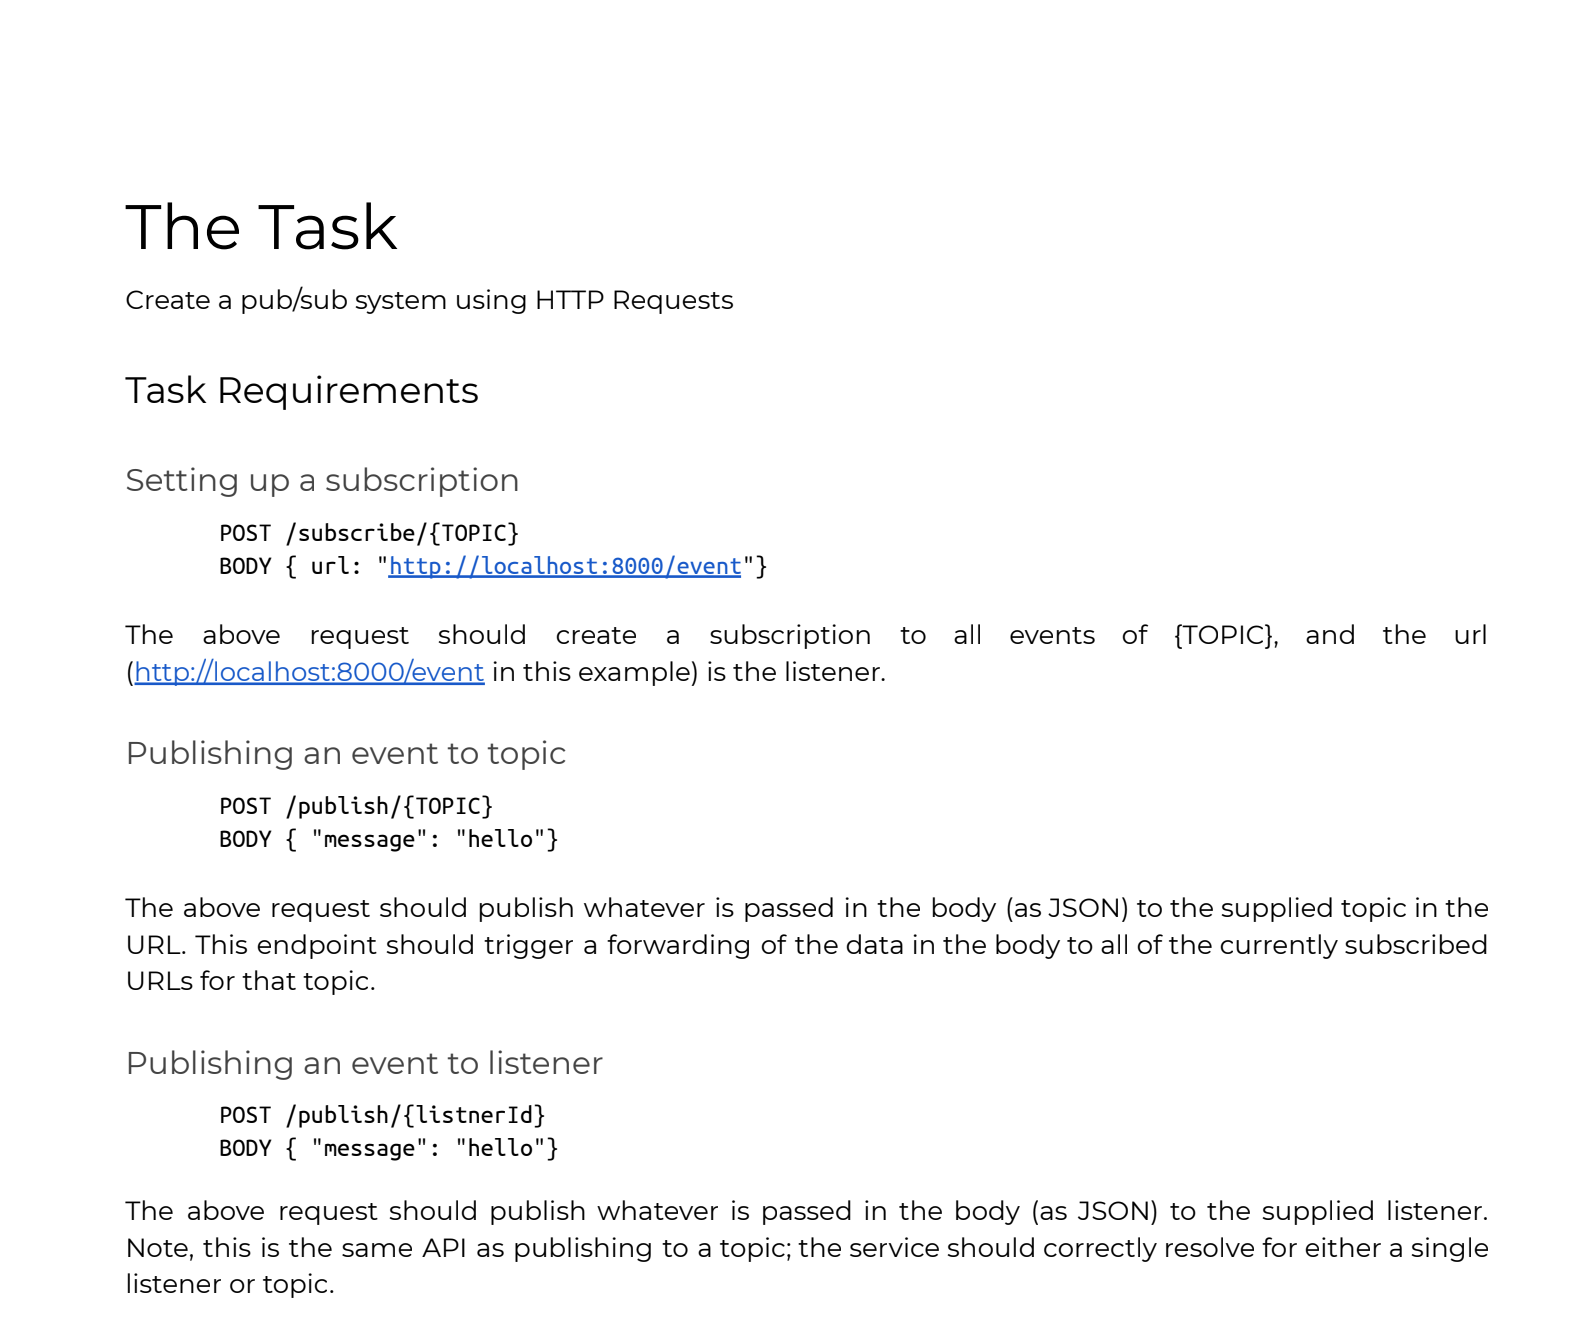 The Task
Create a pub/sub system using HTTP Requests
Task Requirements
Setting up a subscription
POST /subscribe/{TOPIC}
BODY { url: "http://localhost:8000/event"}
The above request should create a subscription to all events of {TOPIC}, and the url
(http://localhost:8000/event in this example) is the listener.
Publishing an event to topic
POST /publish/{TOPIC}
BODY { "message": "hello"}
The above request should publish whatever is passed in the body (as JSON) to the supplied topic in the
URL. This endpoint should trigger a forwarding of the data in the body to all of the currently subscribed
URLs for that topic.
Publishing an event to listener
POST /publish/{listnerId}
BODY { "message": "hello"}
The above request should publish whatever is passed in the body (as JSON) to the supplied listener.
Note, this is the same API as publishing to a topic; the service should correctly resolve for either a single
listener or topic.